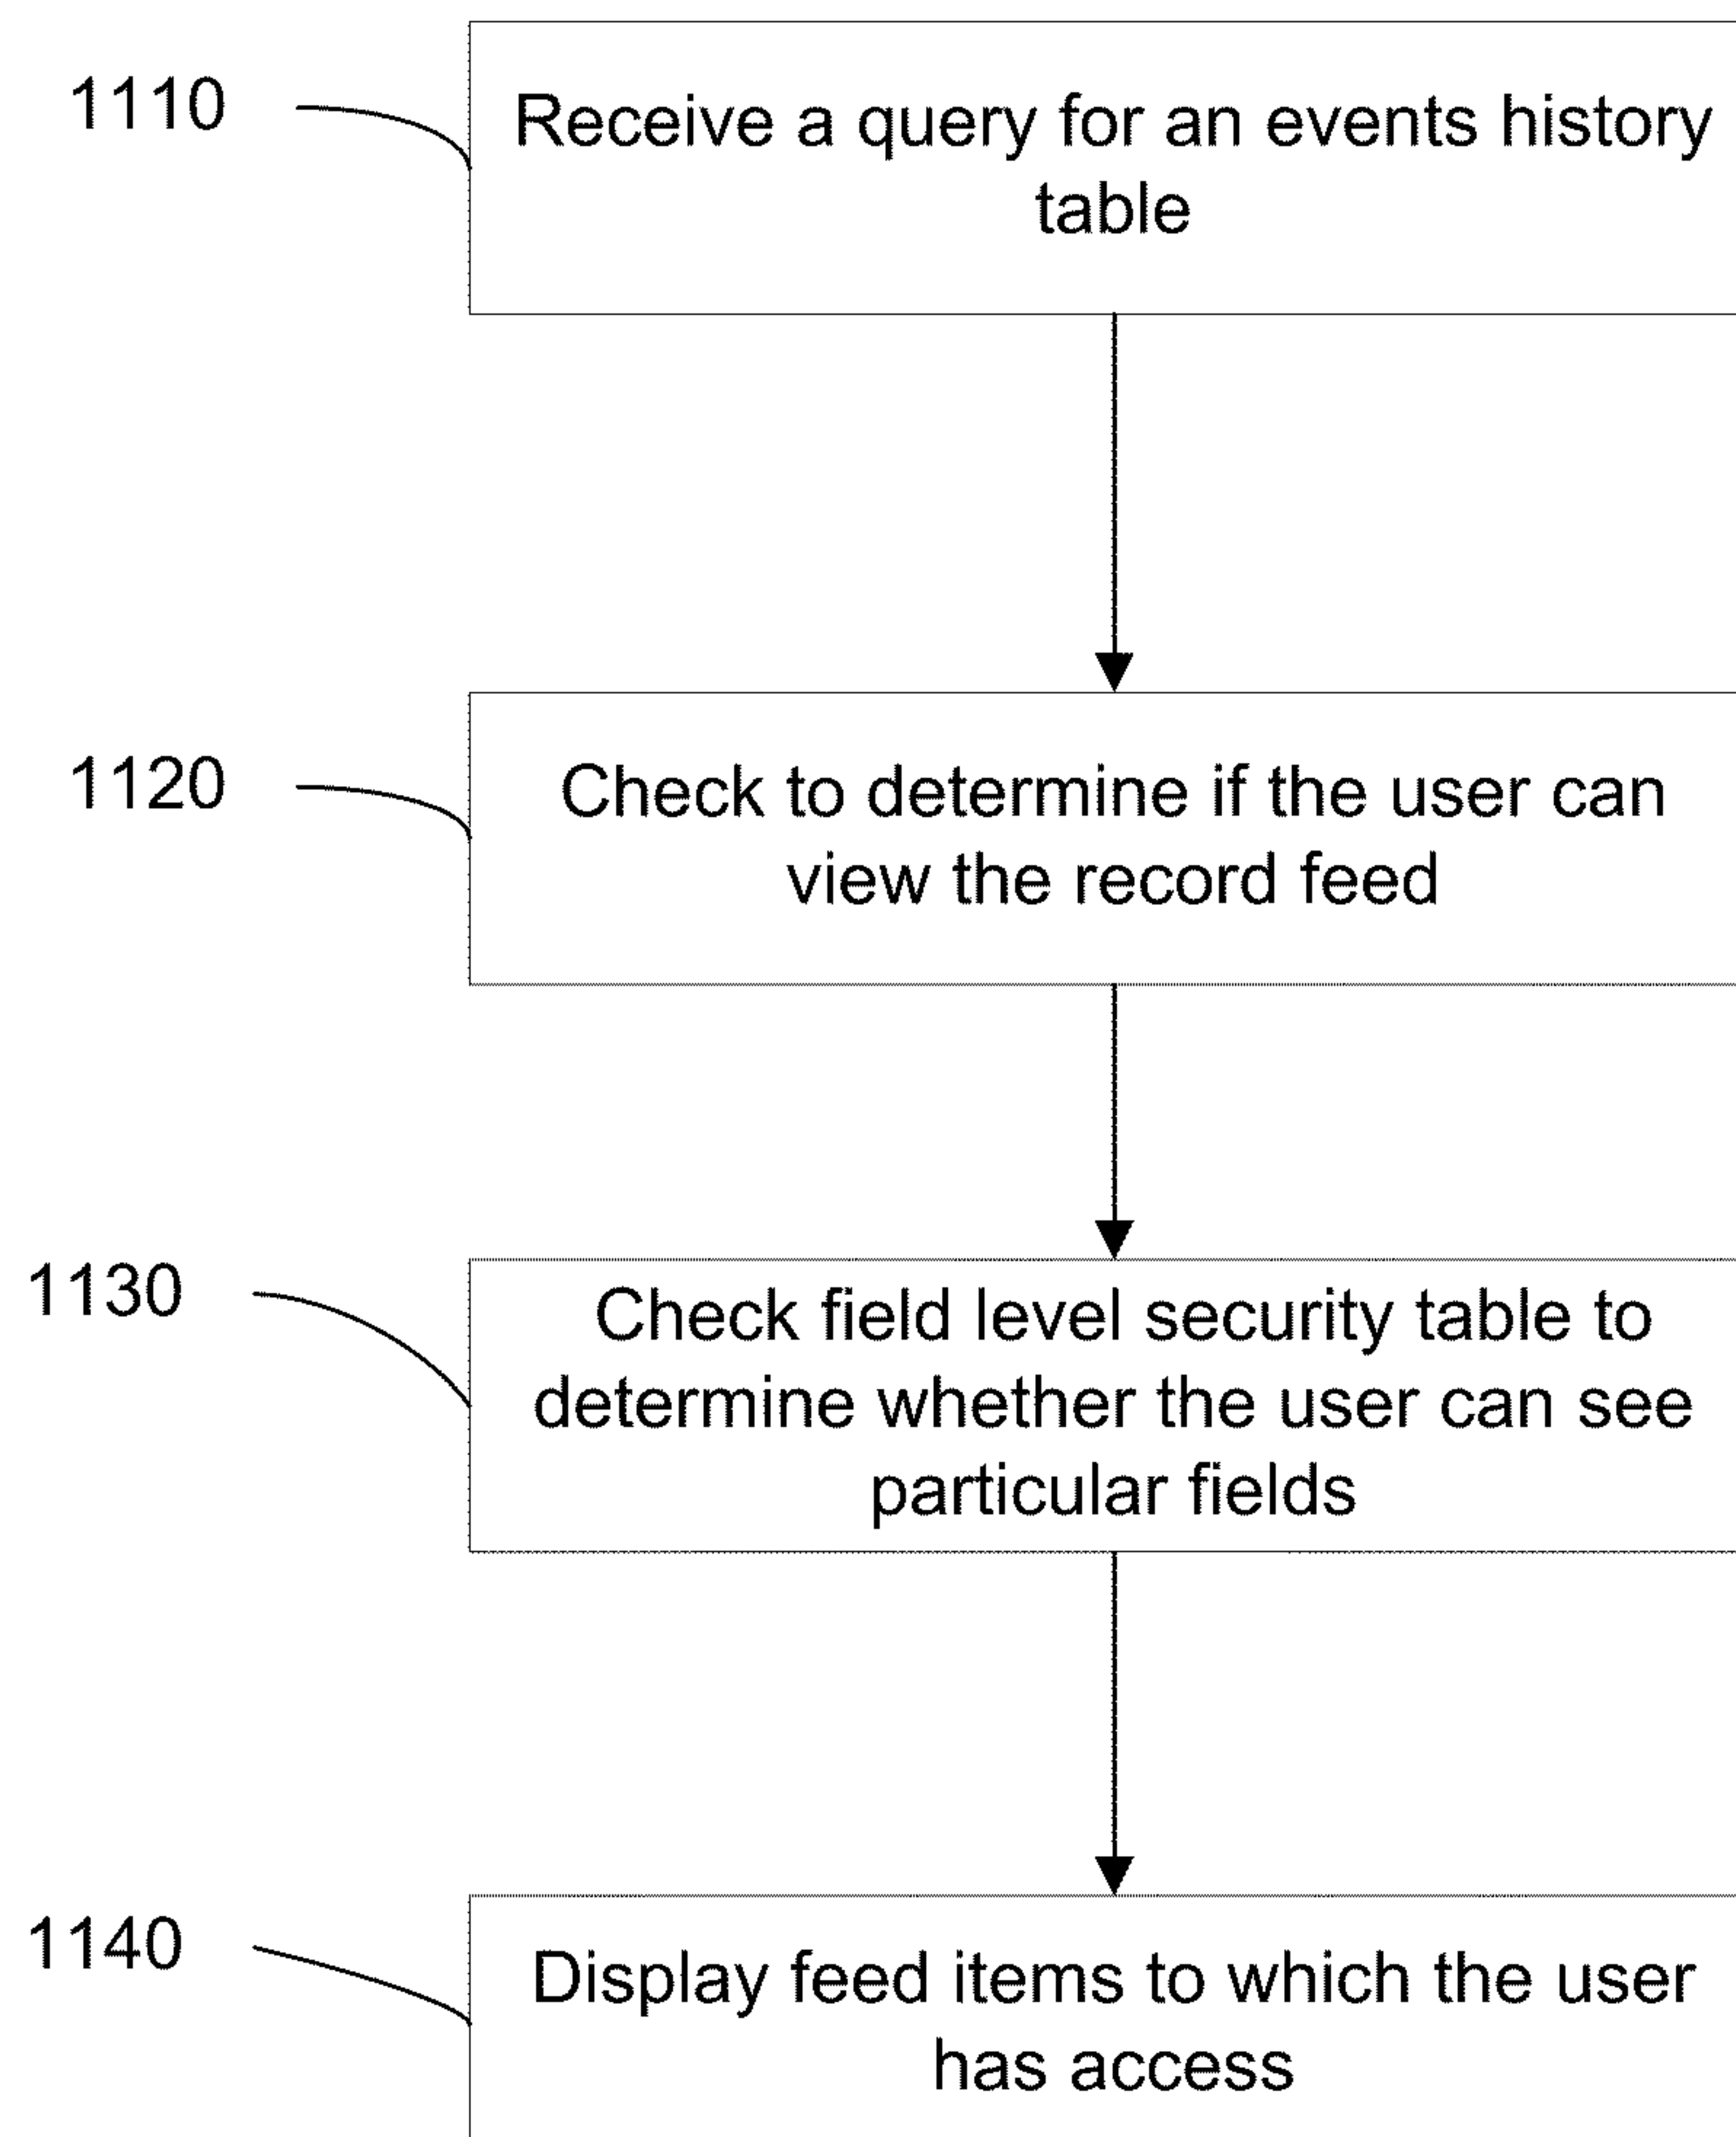 1110
Receive a query for an events history
table
1120
Check to determine if the user can
view the record feed
1130
Check field level security table to
determine whether the user can see
particular fields
1140
Display feed items to which the user
has access